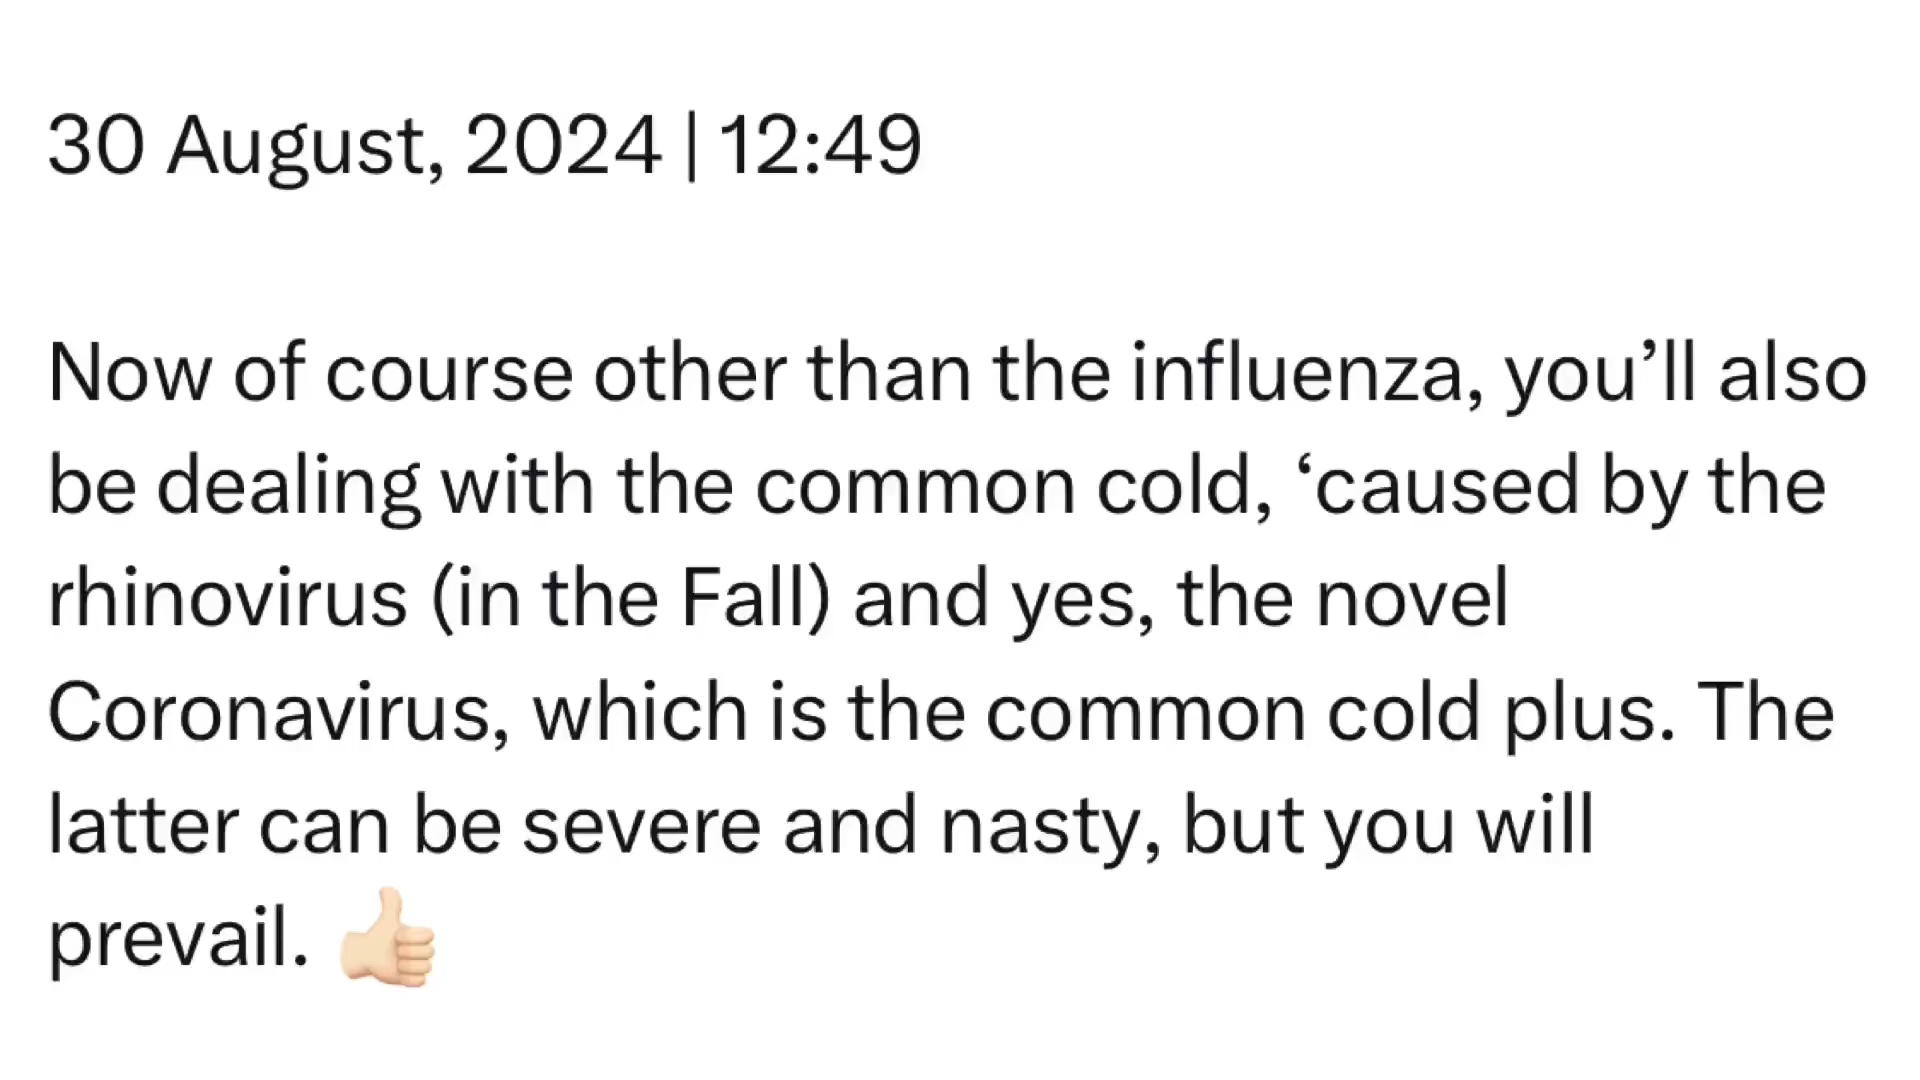 30 August, 2024 | 12:49
Now of course other than the influenza, you’ll also
be dealing with the common cold, ‘caused by the
rhinovirus (in the Fall) and yes, the novel
Coronavirus, which is the common cold plus. The
latter can be severe and nasty, but you will
prevail. 👍🏻